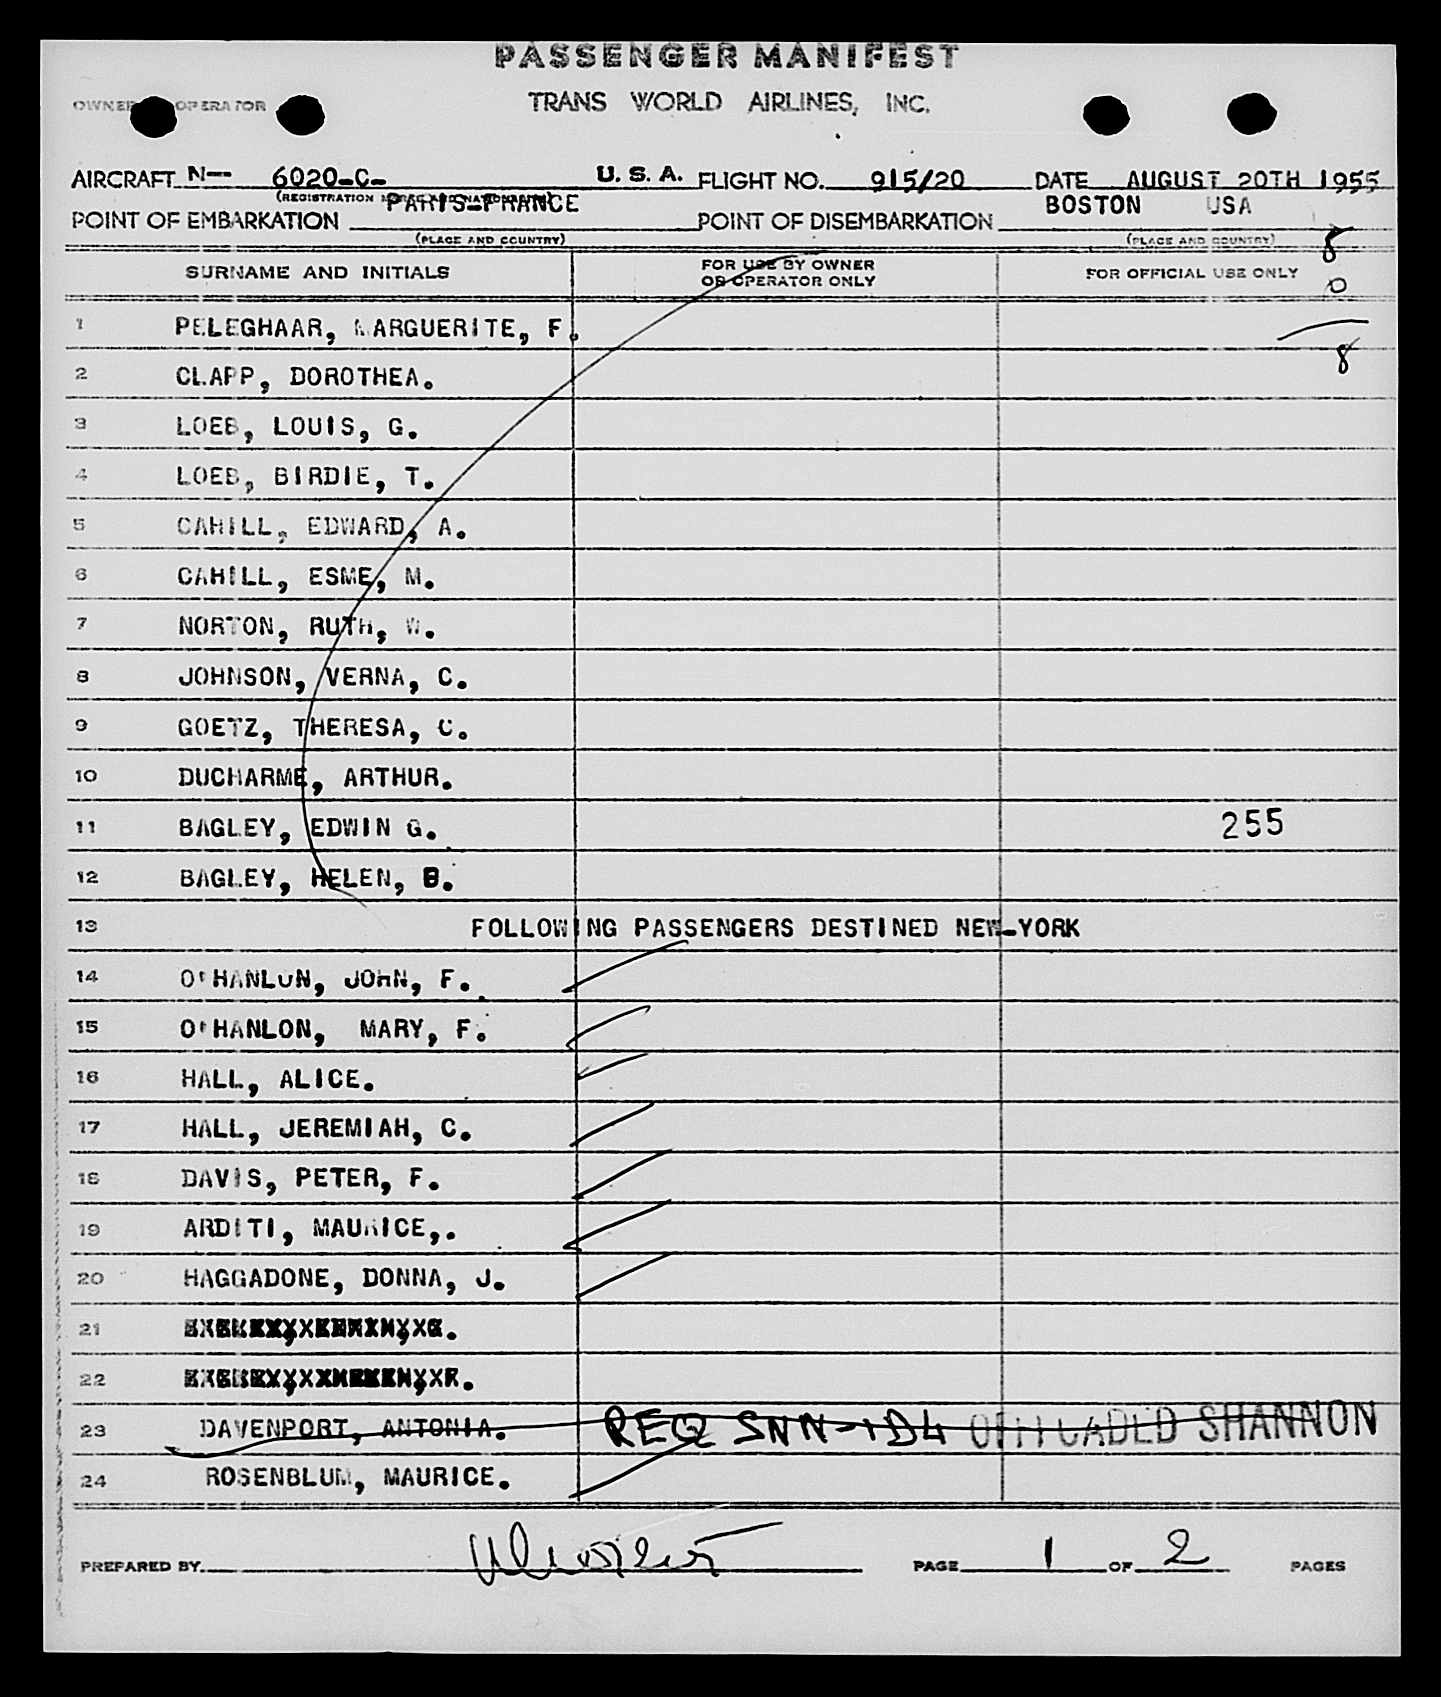 PASSENGER MANIFEST
OWNER OPERATOR TRANS WORLD AIRLINES, INC.
AIRCRAFT N-- 6020-C- U. S. A. FLIGHT NO. 915/20 DATE AUGUST 20TH 1955
(REGISTRATION
PARIS-FRANCE BOSTON USA
POINT OF EMBARKATION POINT OF DISEMBARKATION
(PLACE AND COUNTRY) (PLACE AND COUNTRY) 8
SURNAME AND INITIALS FOR USE BY OWNER OR OPERATOR ONLY FOR OFFICIAL USE ONLY 0
1 PELEGHAAR, MARGUERITE, F.
8
2 CLAPP, DOROTHEA.
3 LOEB, LOUIS, G.
4 LOEB, BIRDIE, T.
5 CAHILL, EDWARD, A.
6 CAHILL, ESME, M.
7 NORTON, RUTH, W.
8 JOHNSON, VERNA, C.
9 GOETZ, THERESA, C.
10 DUCHARME, ARTHUR.
11 BAGLEY, EDWIN G. 255
12 BAGLEY, HELEN, B.
13 FOLLOWING PASSENGERS DESTINED NEW-YORK
14 O'HANLON, JOHN, F.
15 O'HANLON, MARY, F.
16 HALL, ALICE.
17 HALL, JEREMIAH, C.
18 DAVIS, PETER, F.
19 ARDITI, MAURICE,.
20 HAGGADONE, DONNA, J.
21
22
23 DAVENPORT, ANTONIA. REQ SNN-IDL OFFLOADED SHANNON
24 ROSENBLUM, MAURICE.
PREPARED BY PAGE 1 OF 2 PAGES